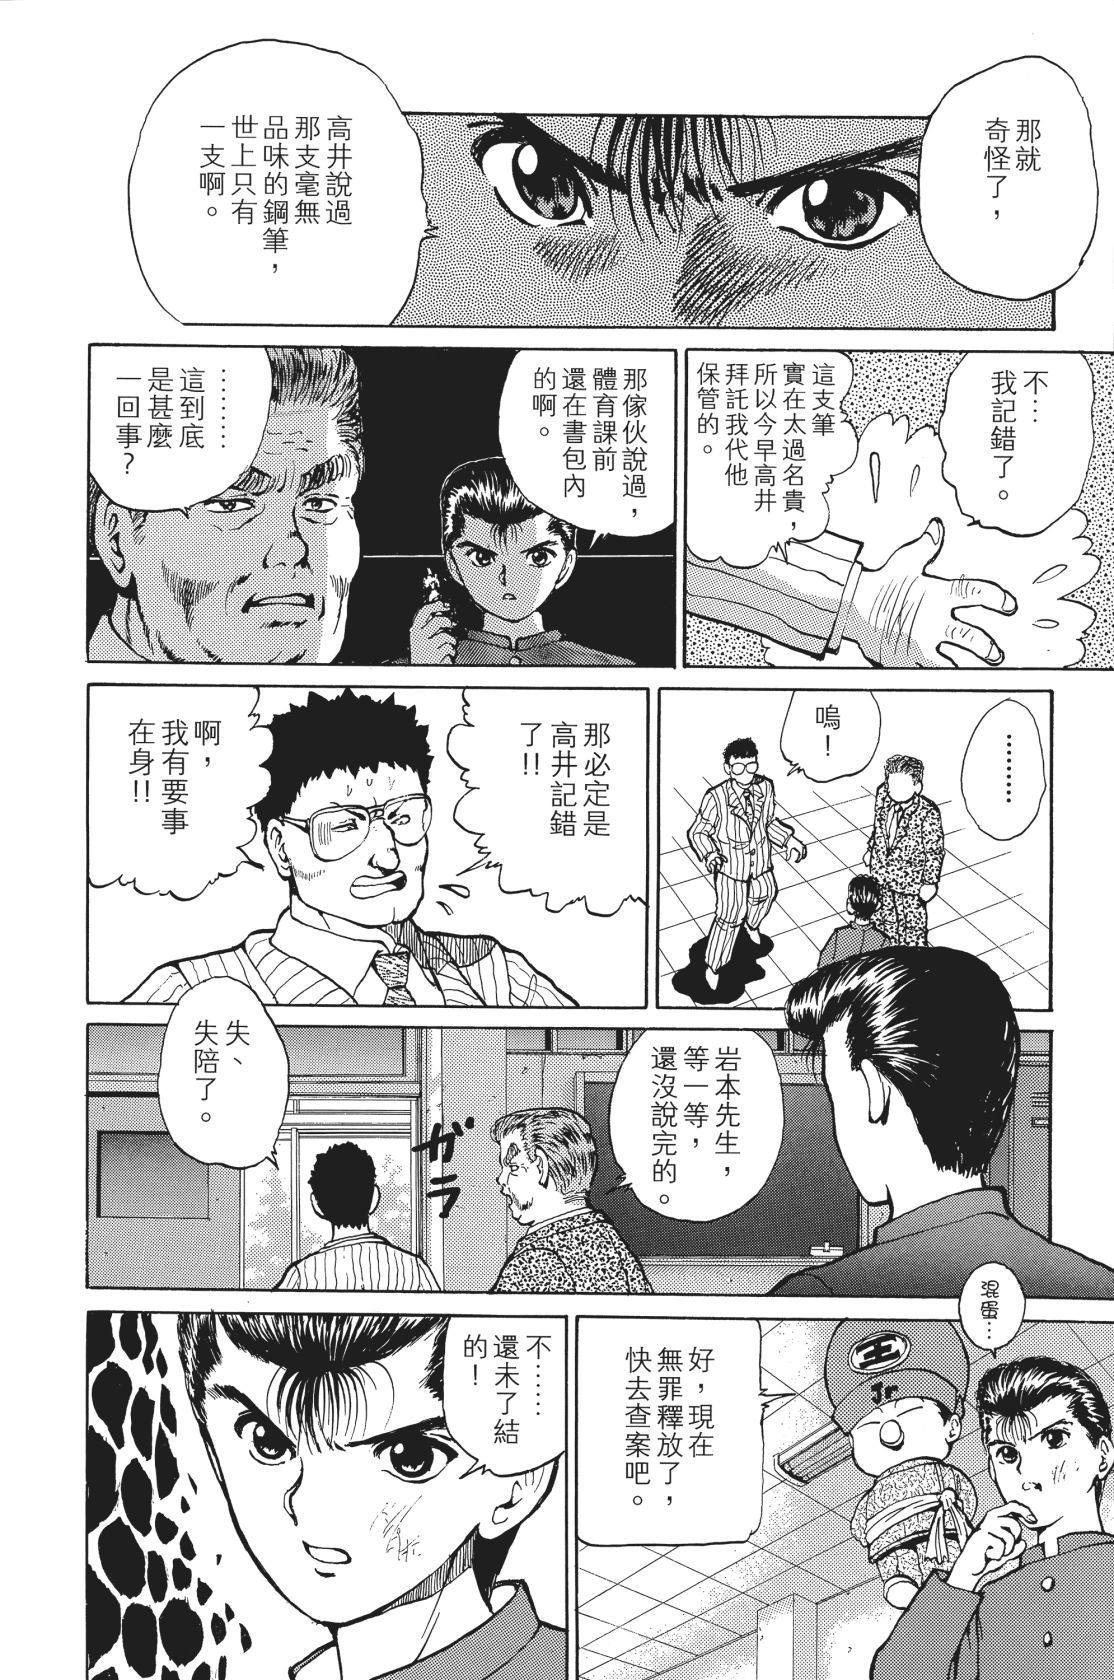 那就
奇怪了，
高井說過
那支毫無
品味的鋼筆，
世上只有
一支啊。
不…
我記錯了。
這支筆
實在太過名貴，
所以今早高井
拜託我代他
保管的。
那傢伙說過，
體育課前
還在書包內
的啊。
………
這到底
是甚麼
一回事？
………
嗚！
那必定是
高井記錯
了!!
啊，
我有要事
在身!!
岩本先生，
等一等，
還沒說完的。
失、
失陪了。
ガラ
混蛋…
王
Jr
好，現在
無罪釋放了，
快去查案吧。
不……
還未了結
的！